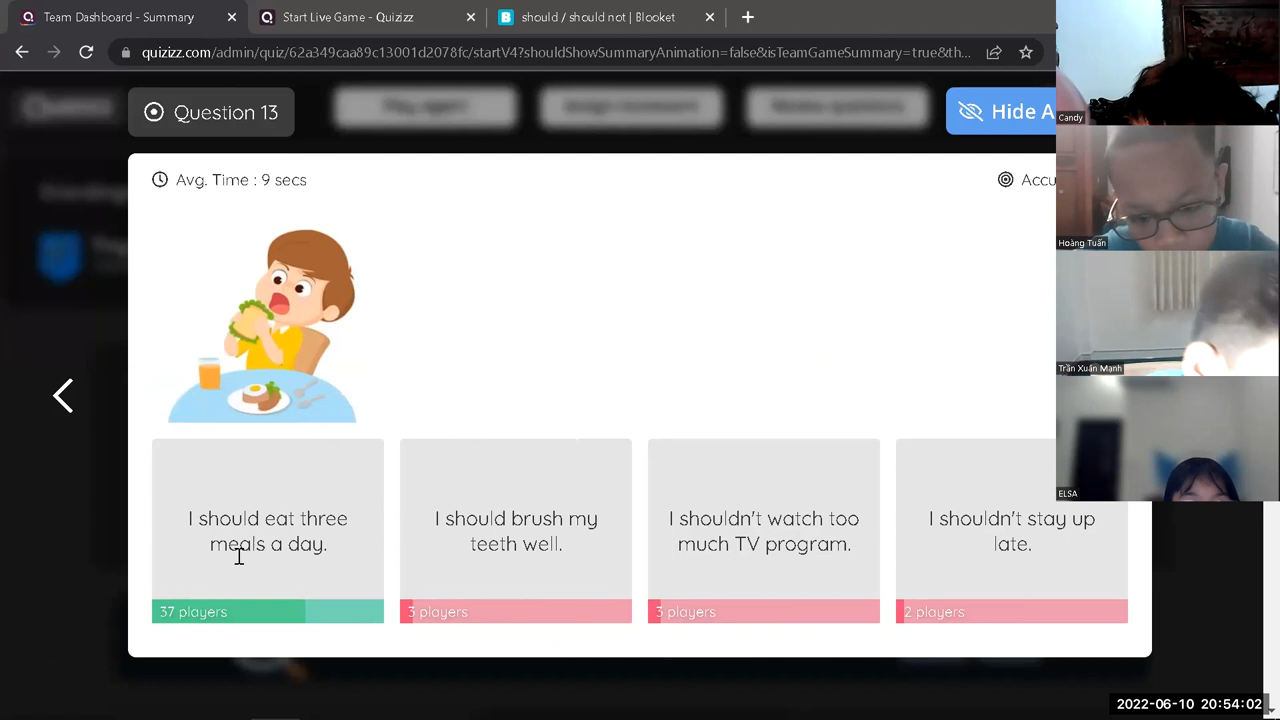 Team Dashboard - Summary
Start Live Game - Quizizz
B
Should / should not | Blooket
quizizz.com/admin/quiz/62a349caa89c13001d2078fc/startV4?shouldShowSummaryAnimation=false&isTeamGameSummary=true&th...
Question 13
Hide A
Avg. Time : 9 secs
Accu
I should eat three
meals a day.
37 players
I should brush my
teeth well.
3 players
I shouldn't watch too
much TV program.
3 players
I shouldn't stay up
late.
2 players
Candy
Hoàng Tuấn
Trần Xuân Mạnh
ELSA
2022-06-10 20:54:02